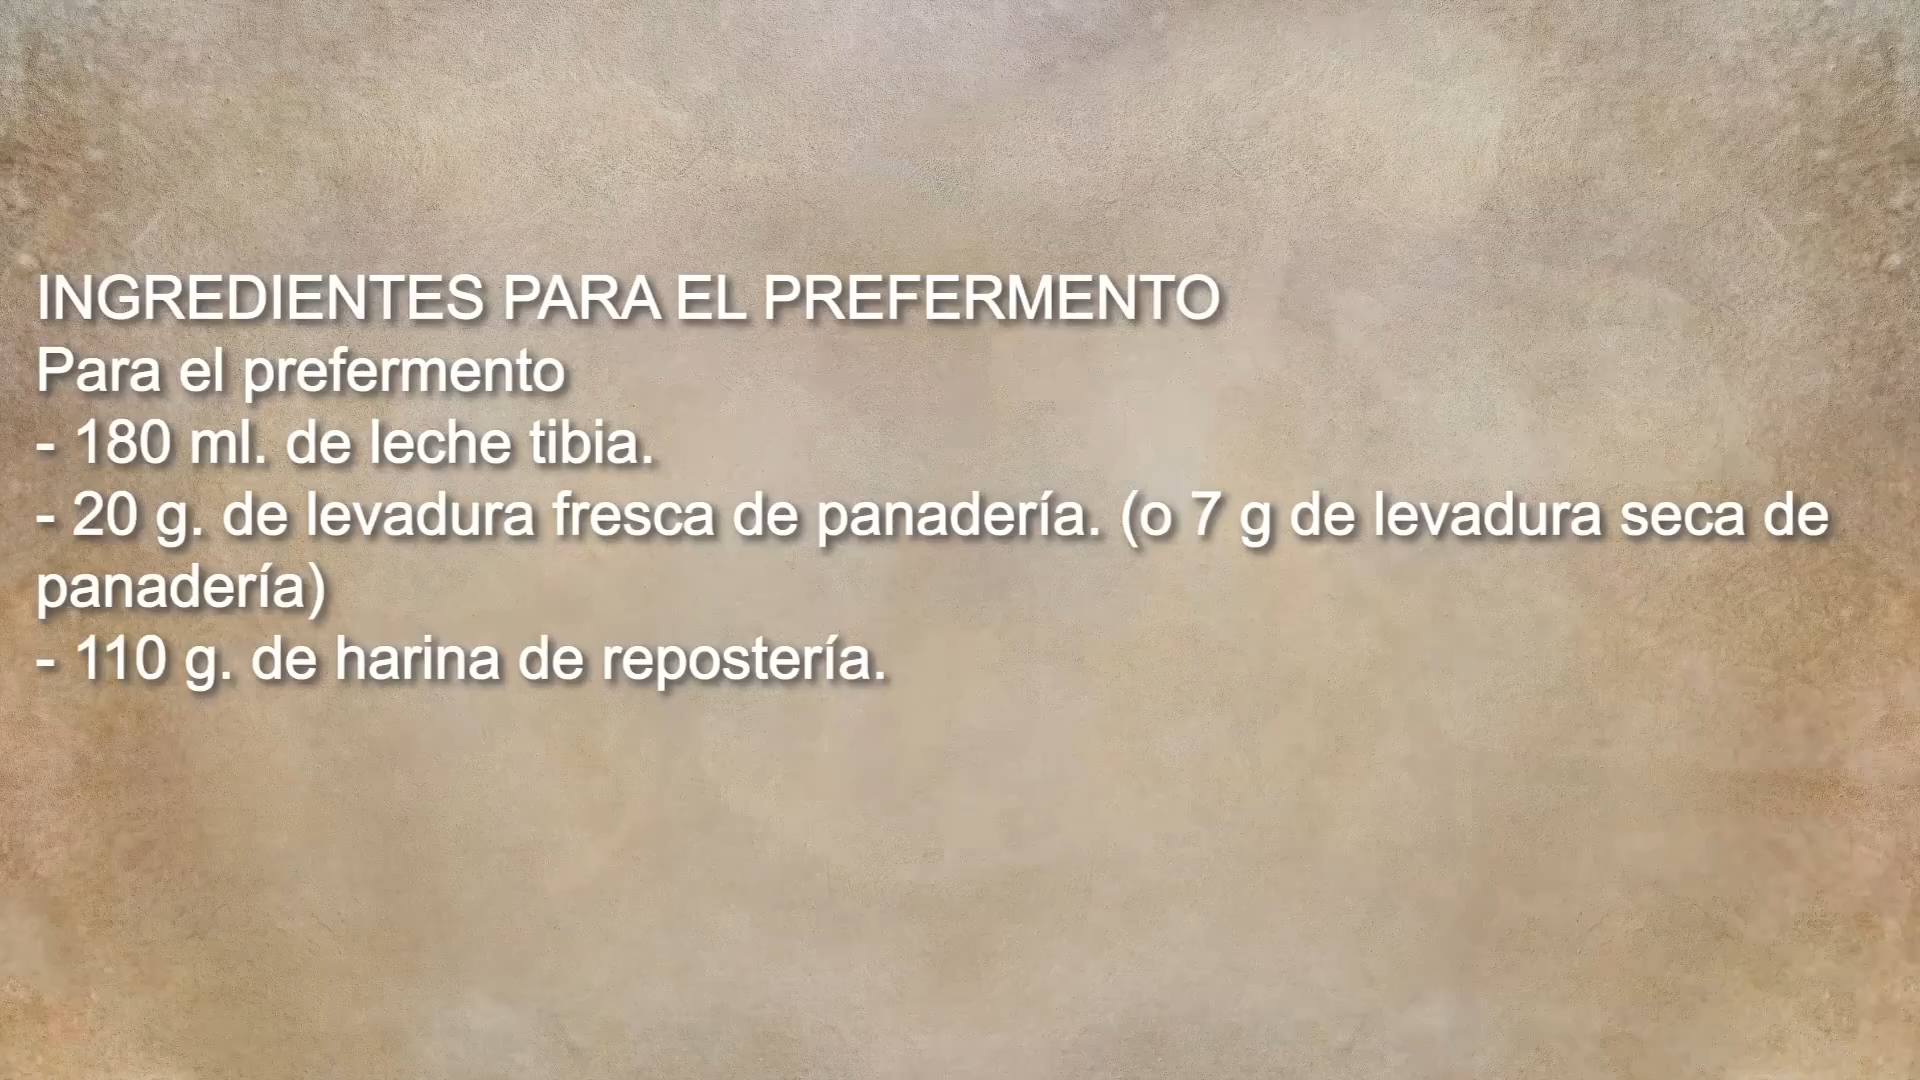 INGREDIENTES PARA EL PREFERMENTO
Para el prefermento
- 180 ml. de leche tibia.
- 20 g. de levadura fresca de panadería. (o 7 g de levadura seca de
panadería)
- 110 g. de harina de repostería.